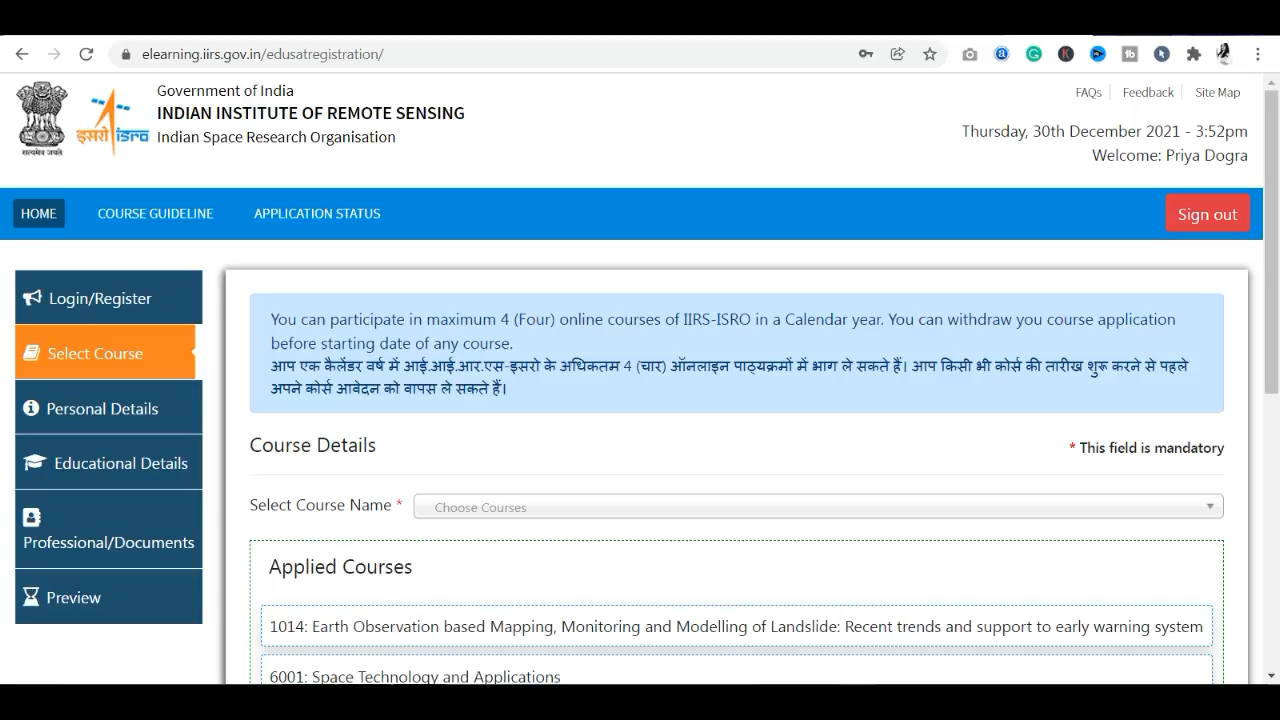 elearning.iirs.gov.in/edusatregistration/
Government of India
INDIAN INSTITUTE OF REMOTE SENSING
Indian Space Research Organisation
सत्यमेव जयते
इसरो isro
FAQs
Feedback
Site Map
Thursday, 30th December 2021 - 3:52pm
Welcome: Priya Dogra
HOME
COURSE GUIDELINE
APPLICATION STATUS
Sign out
Login/Register
Select Course
Personal Details
Educational Details
Professional/Documents
Preview
You can participate in maximum 4 (Four) online courses of IIRS-ISRO in a Calendar year. You can withdraw you course application
before starting date of any course.
आप एक कैलेंडर वर्ष में आई.आई.आर.एस-इसरो के अधिकतम 4 (चार) ऑनलाइन पाठ्यक्रमों में भाग ले सकते हैं। आप किसी भी कोर्स की तारीख शुरू करने से पहले
अपने कोर्स आवेदन को वापस ले सकते हैं।
Course Details
* This field is mandatory
Select Course Name *
Choose Courses
Applied Courses
1014: Earth Observation based Mapping, Monitoring and Modelling of Landslide: Recent trends and support to early warning system
6001: Space Technology and Applications